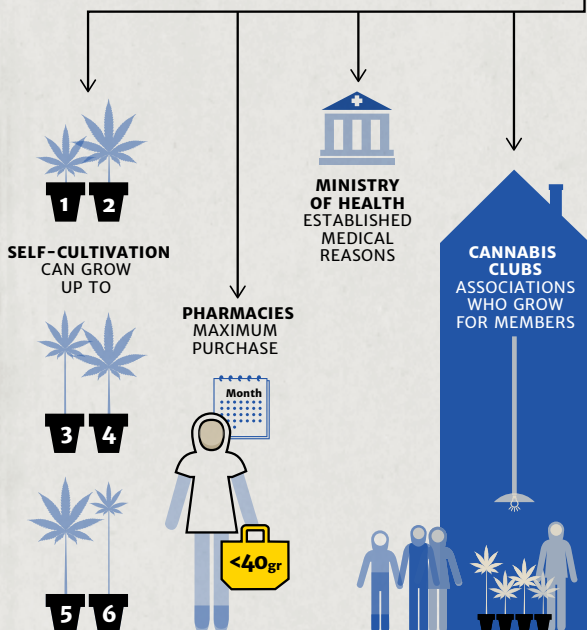 1 2
SELF-CULTIVATION
CAN GROW
UP TO
3 4
5 6
PHARMACIES
MAXIMUM
PURCHASE
Month
<40gr
MINISTRY
OF HEALTH
ESTABLISHED
MEDICAL
REASONS
CANNABIS
CLUBS
ASSOCIATIONS
WHO GROW
FOR MEMBERS